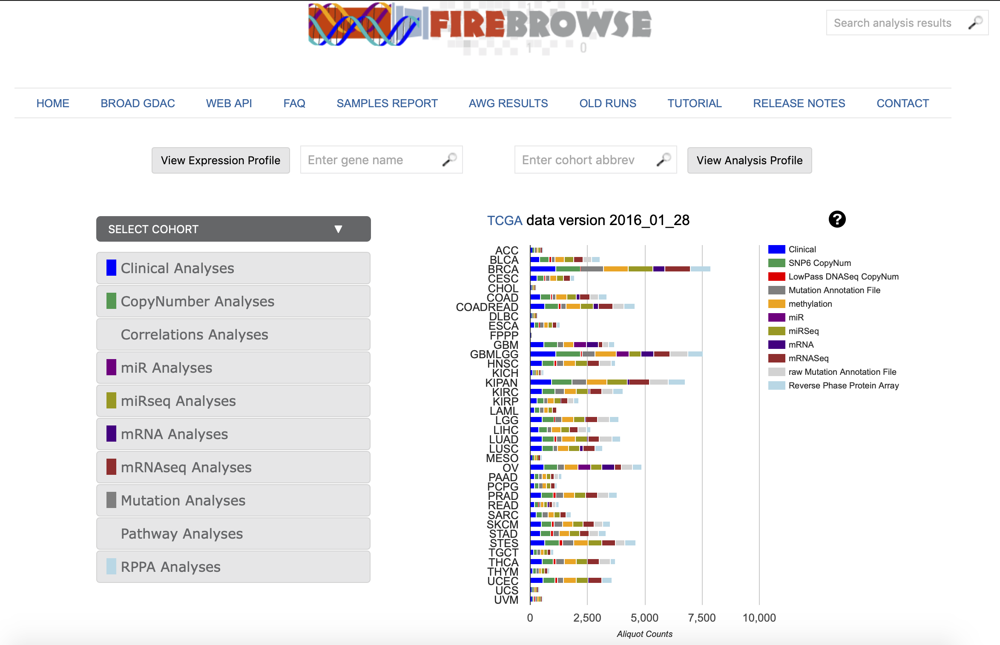 FIREBROWSE
1
1 0
Search analysis results
HOME BROAD GDAC WEB API FAQ SAMPLES REPORT AWG RESULTS OLD RUNS TUTORIAL RELEASE NOTES CONTACT
View Expression Profile Enter gene name Enter cohort abbrev View Analysis Profile
SELECT COHORT ▼
Clinical Analyses
CopyNumber Analyses
Correlations Analyses
miR Analyses
miRseq Analyses
mRNA Analyses
mRNAseq Analyses
Mutation Analyses
Pathway Analyses
RPPA Analyses
TCGA data version 2016_01_28 ?
ACC
BLCA
BRCA
CESC
CHOL
COAD
COADREAD
DLBC
ESCA
FPPP
GBM
GBMLGG
HNSC
KICH
KIPAN
KIRC
KIRP
LAML
LGG
LIHC
LUAD
LUSC
MESO
OV
PAAD
PCPG
PRAD
READ
SARC
SKCM
STAD
STES
TGCT
THCA
THYM
UCEC
UCS
UVM
0 2,500 5,000 7,500 10,000
Aliquot Counts
Clinical
SNP6 CopyNum
LowPass DNASeq CopyNum
Mutation Annotation File
methylation
miR
miRSeq
mRNA
mRNASeq
raw Mutation Annotation File
Reverse Phase Protein Array